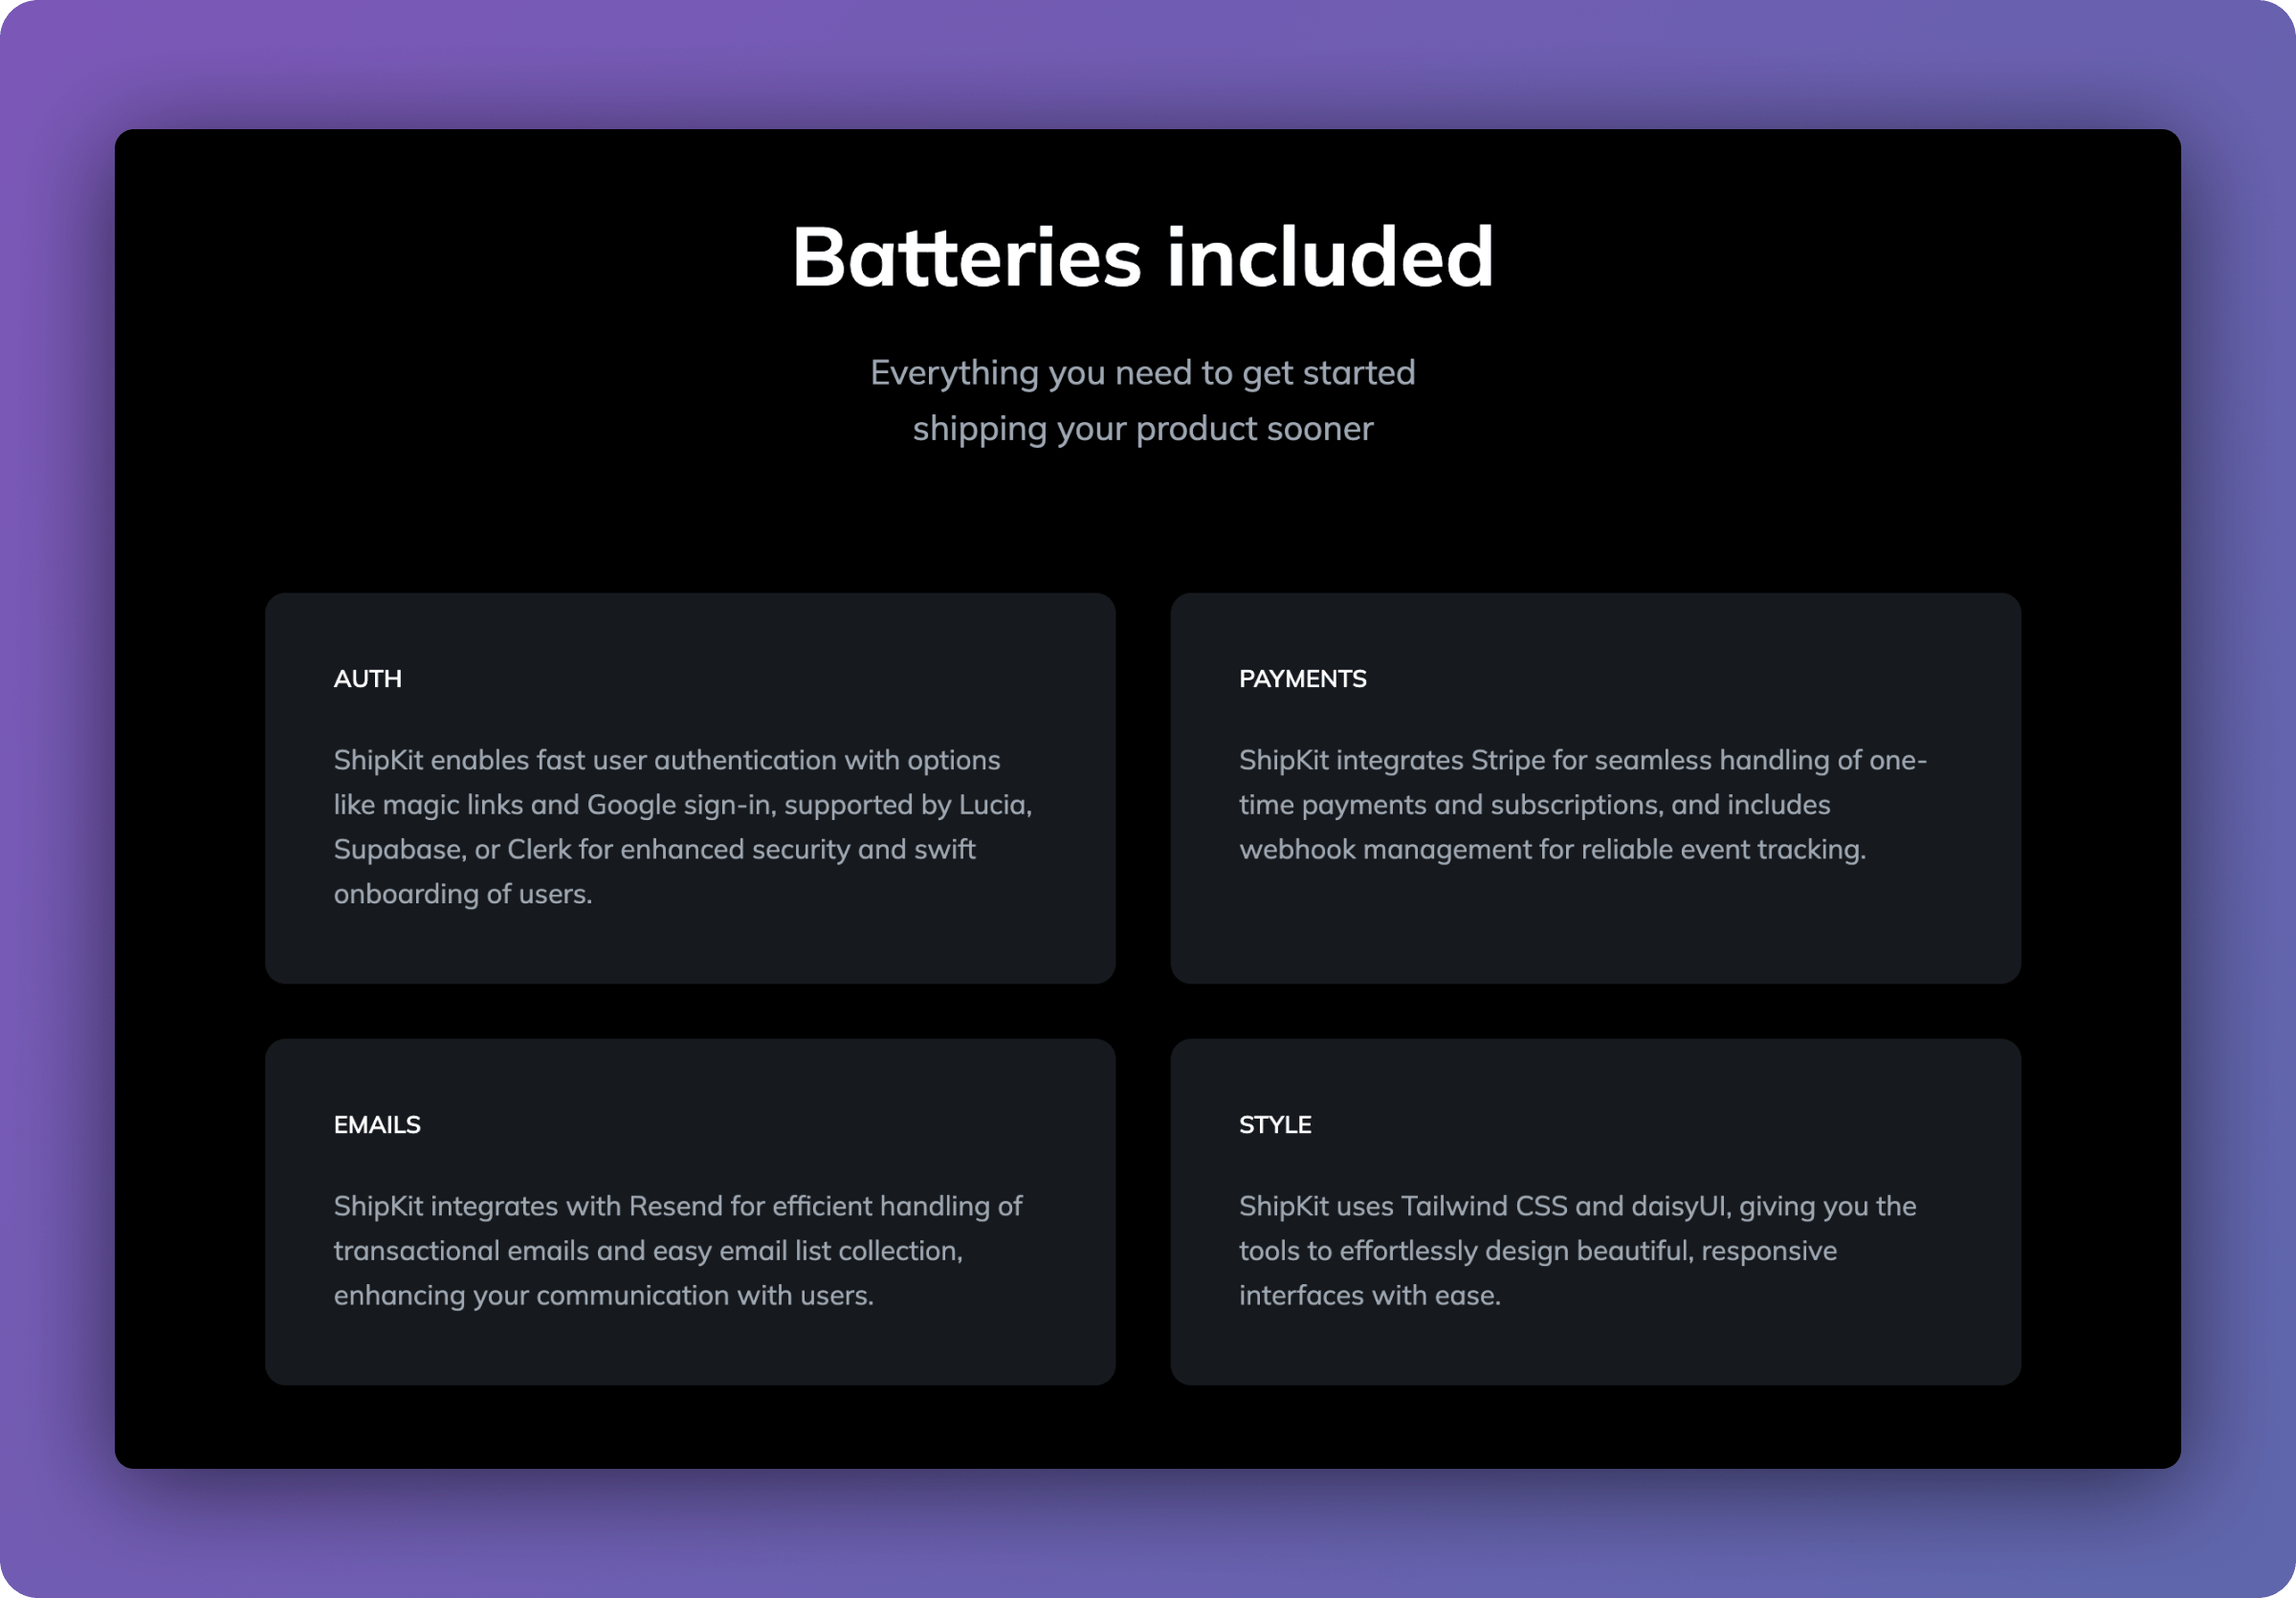 Batteries included
Everything you need to get started
shipping your product sooner
AUTH
ShipKit enables fast user authentication with options
like magic links and Google sign-in, supported by Lucia,
Supabase, or Clerk for enhanced security and swift
onboarding of users.
PAYMENTS
ShipKit integrates Stripe for seamless handling of one-
time payments and subscriptions, and includes
webhook management for reliable event tracking.
EMAILS
ShipKit integrates with Resend for efficient handling of
transactional emails and easy email list collection,
enhancing your communication with users.
STYLE
ShipKit uses Tailwind CSS and daisyUI, giving you the
tools to effortlessly design beautiful, responsive
interfaces with ease.